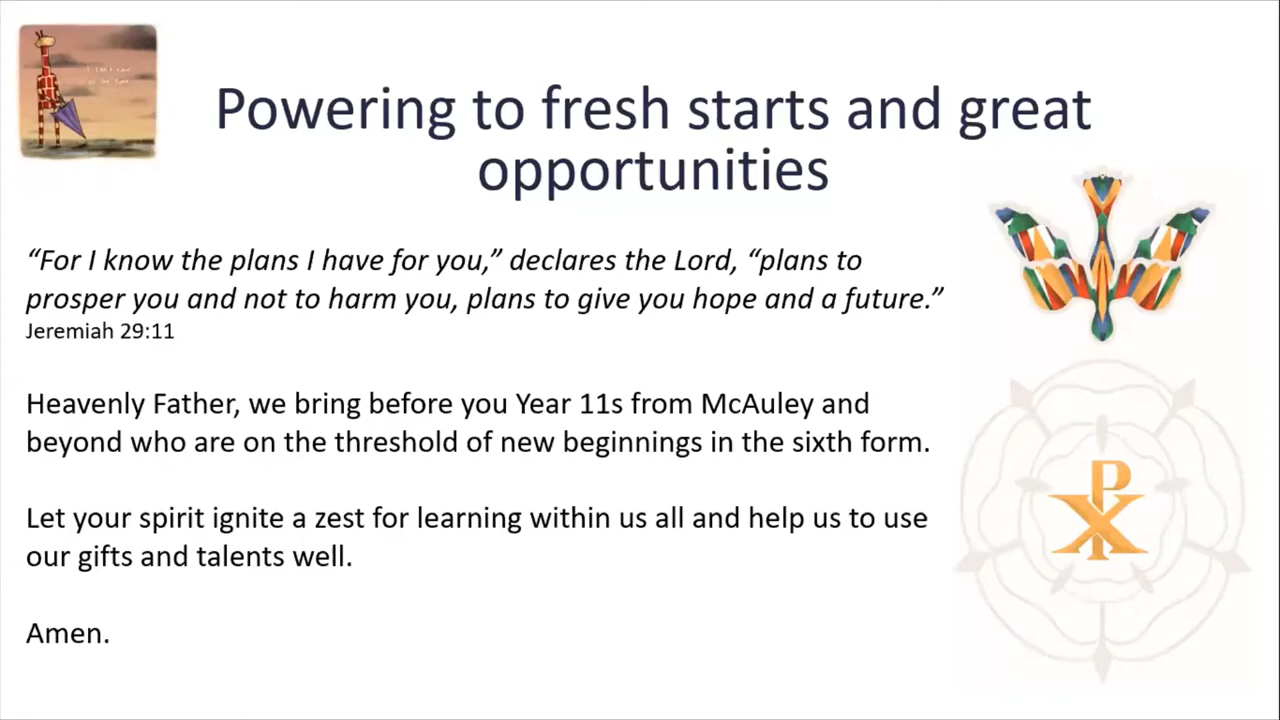 Powering to fresh starts and great
opportunities
“For I know the plans I have for you,” declares the Lord, “plans to
prosper you and not to harm you, plans to give you hope and a future.”
Jeremiah 29:11
Heavenly Father, we bring before you Year 11s from McAuley and
beyond who are on the threshold of new beginnings in the sixth form.
Let your spirit ignite a zest for learning within us all and help us to use
our gifts and talents well.
Amen.